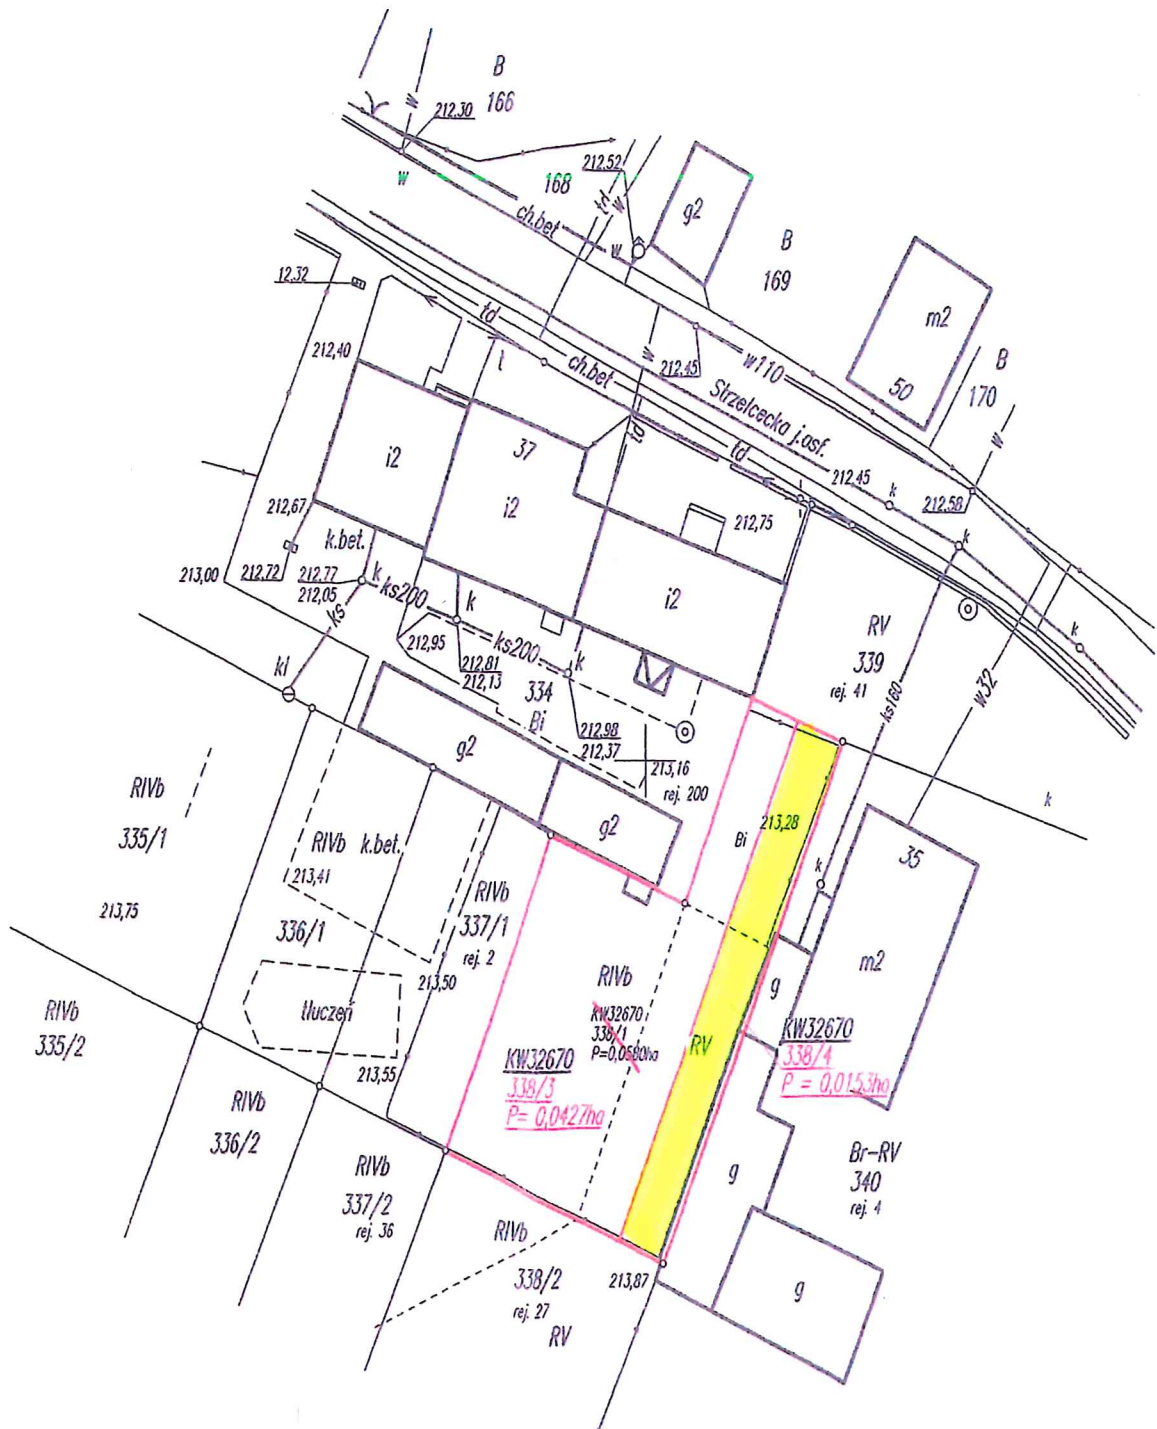 B
166
W
212,30
w
168
212,52
td
W
g2
ch.bet
w
B
169
12,32
m2
212,40
td
W
w110
B
170
l
ch.bet
212,45
50
Strzelcecka j.asf.
W
37
td
td
i2
212,45
k
212,58
i2
212,75
212,67
k.bet.
k
213,00
212,72
212,77
212,05
k
ks200
i2
k
ks
212,95
k
RV
339
rej. 41
ks200
212,81
212,13
k
kl
334
Bi
ks160
w32
g2
212,98
212,37
213,16
rej. 200
RIVb
335/1
k
RIVb
k.bet.
g2
Bi
213,28
35
213,41
k
RIVb
337/1
rej. 2
213,75
336/1
213,50
RIVb
m2
g
tłuczeń
RIVb
335/2
KW32670
338/1
P=0,0580ha
RV
KW32670
338/4
P = 0,0153ha
KW32670
338/3
P= 0,0427ha
213,55
RIVb
336/2
RIVb
337/2
rej. 36
g
Br-RV
340
rej. 4
RIVb
338/2
rej. 27
213,87
g
RV